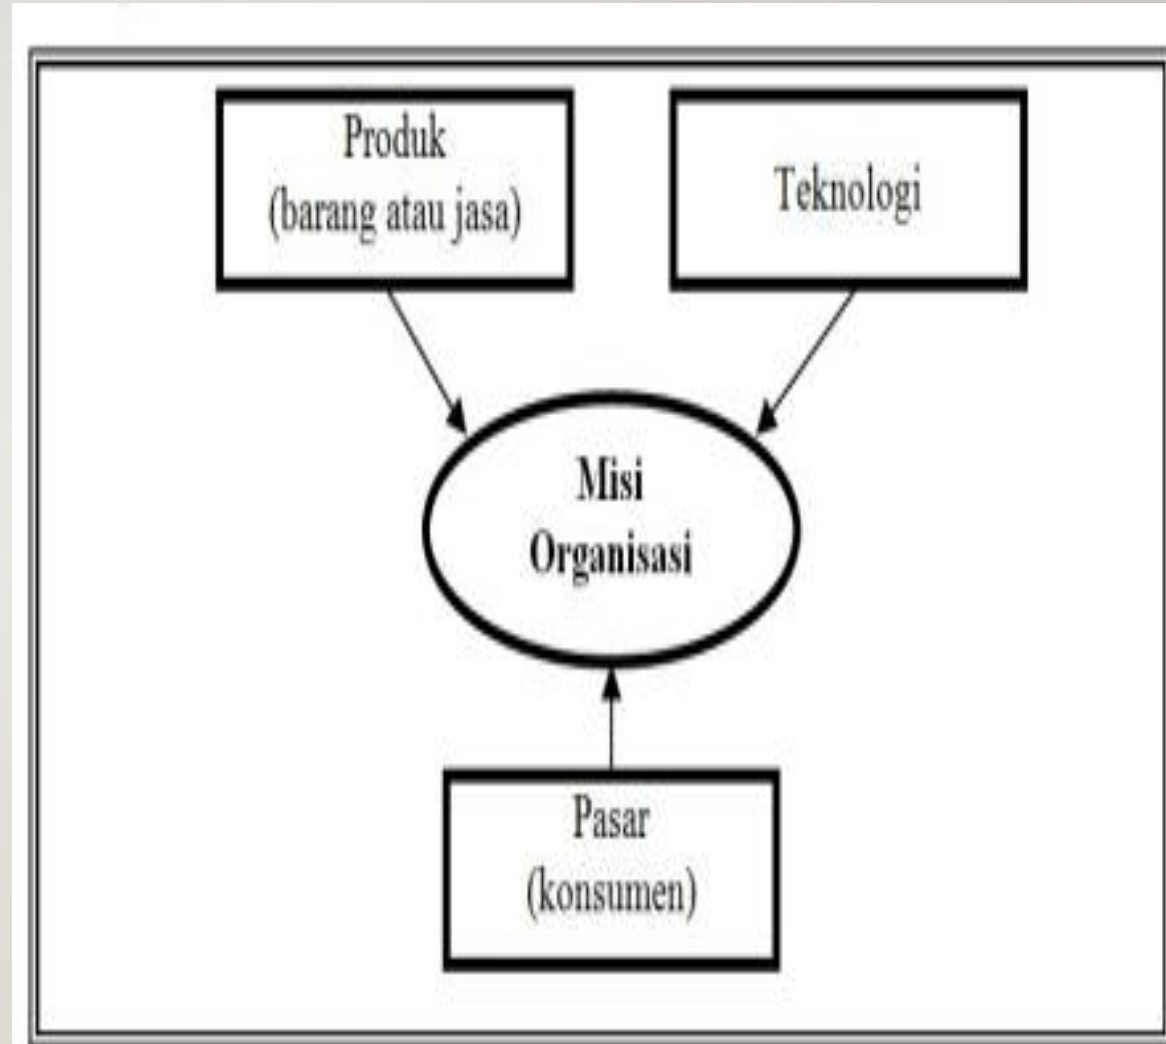 Produk
(barang atau jasa)
Teknologi
Misi
Organisasi
Pasar
(konsumen)